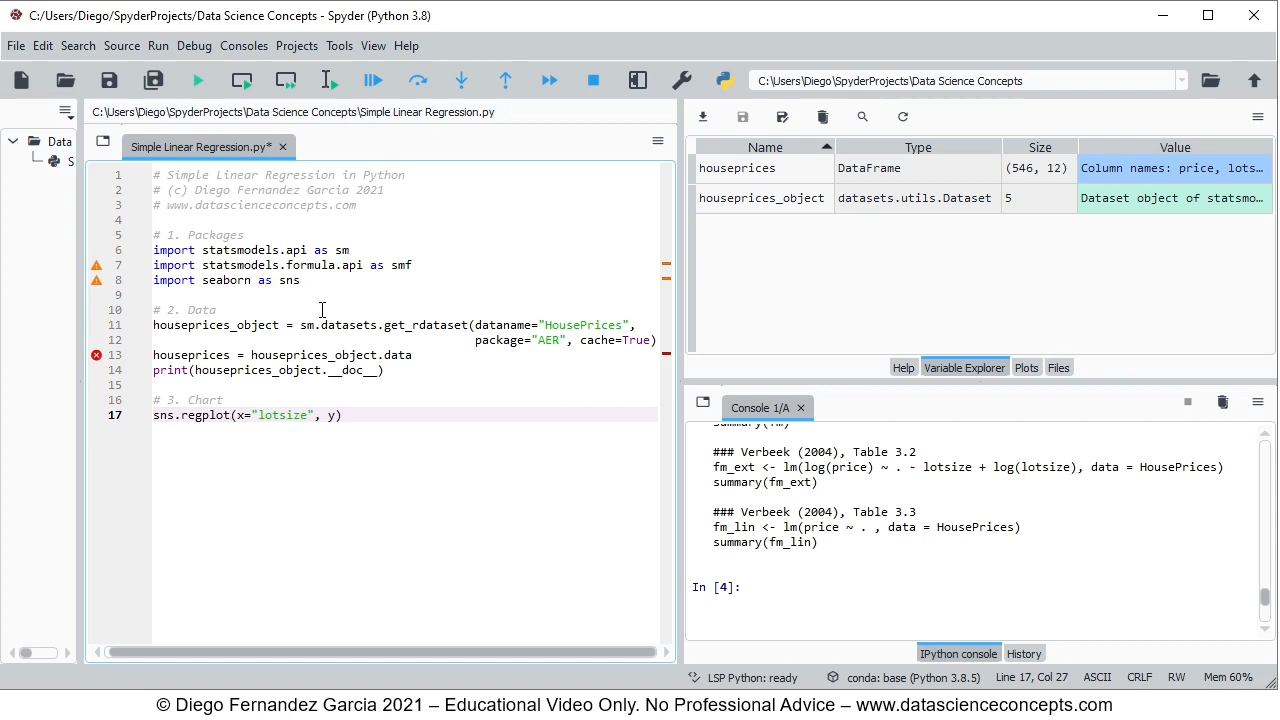 C:/Users/Diego/SpyderProjects/Data Science Concepts - Spyder (Python 3.8)
File Edit Search Source Run Debug Consoles Projects Tools View Help
C:\Users\Diego\SpyderProjects\Data Science Concepts
C:\Users\Diego\SpyderProjects\Data Science Concepts\Simple Linear Regression.py
Data
S
Simple Linear Regression.py*
1 # Simple Linear Regression in Python
2 # (c) Diego Fernandez Garcia 2021
3 # www.datascienceconcepts.com
4
5 # 1. Packages
6 import statsmodels.api as sm
7 import statsmodels.formula.api as smf
8 import seaborn as sns
9
10 # 2. Data
11 houseprices_object = sm.datasets.get_rdataset(dataname="HousePrices",
12 package="AER", cache=True)
13 houseprices = houseprices_object.data
14 print(houseprices_object.__doc__)
15
16 # 3. Chart
17 sns.regplot(x="lotsize", y)
Name Type Size Value
houseprices DataFrame (546, 12) Column names: price, lots…
houseprices_object datasets.utils.Dataset 5 Dataset object of statsmo…
Help Variable Explorer Plots Files
Console 1/A
summary(fm)
### Verbeek (2004), Table 3.2
fm_ext <- lm(log(price) ~ . - lotsize + log(lotsize), data = HousePrices)
summary(fm_ext)
### Verbeek (2004), Table 3.3
fm_lin <- lm(price ~ . , data = HousePrices)
summary(fm_lin)
In [4]:
IPython console History
LSP Python: ready conda: base (Python 3.8.5) Line 17, Col 27 ASCII CRLF RW Mem 60%
© Diego Fernandez Garcia 2021 – Educational Video Only. No Professional Advice – www.datascienceconcepts.com